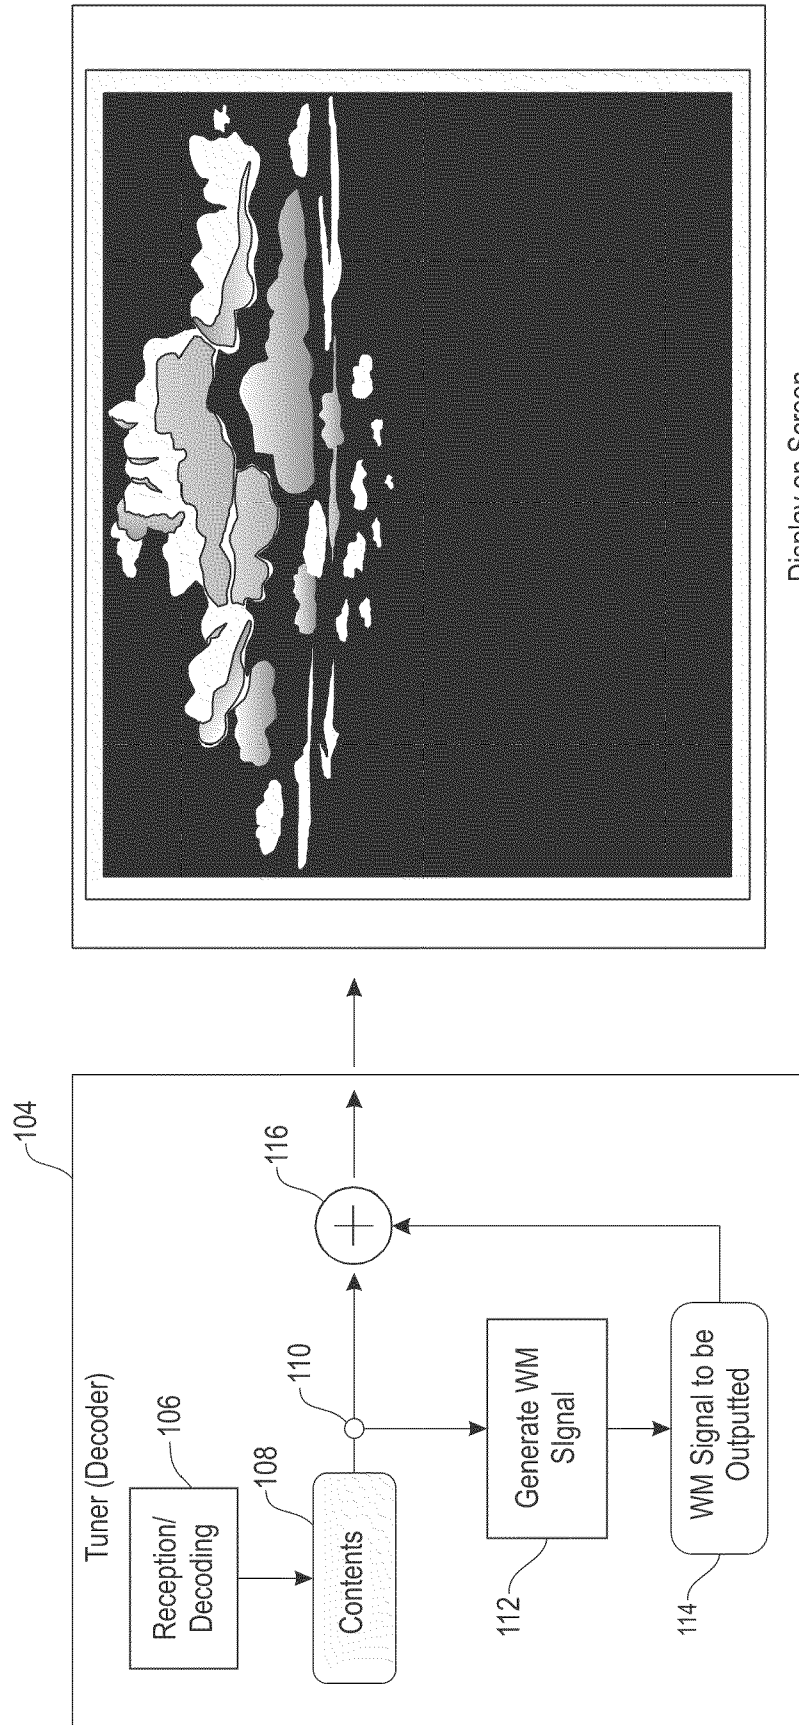 104
Tuner (Decoder)
Reception/
Decoding
106
Contents
108
110
116
Generate WM
SIgnal
112
WM Signal to be
Outputted
114
Display on Screen